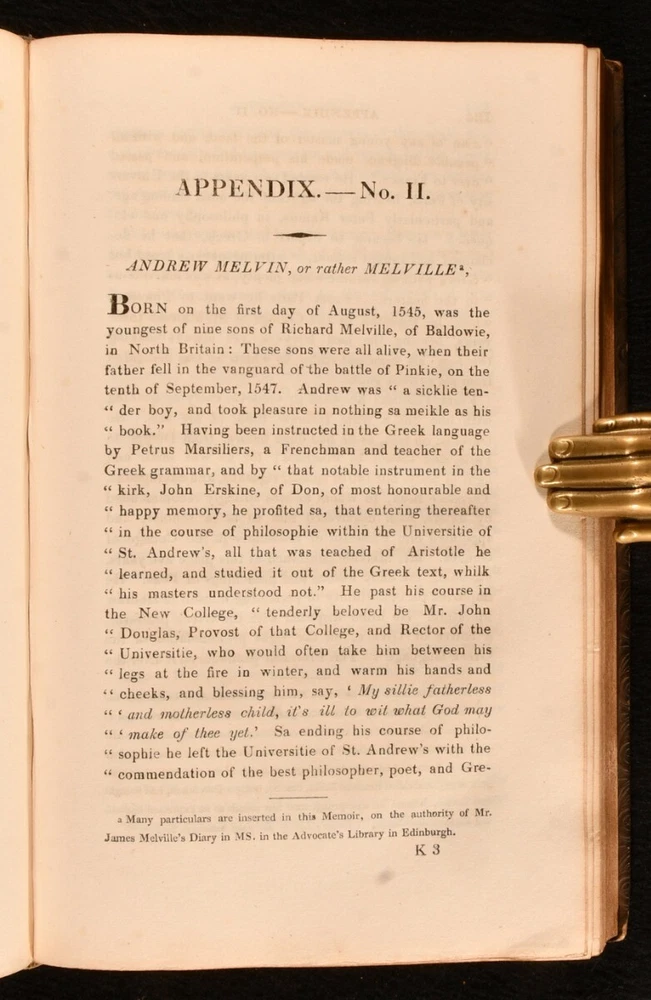 APPENDIX.—No. II.
ANDREW MELVIN, or rather MELVILLE a,
BORN on the first day of August, 1545, was the
youngest of nine sons of Richard Melville, of Baldowie,
in North Britain: These sons were all alive, when their
father fell in the vanguard of the battle of Pinkie, on the
tenth of September, 1547. Andrew was “ a sicklie ten-
“ der boy, and took pleasure in nothing sa meikle as his
“ book.” Having been instructed in the Greek language
by Petrus Marsiliers, a Frenchman and teacher of the
Greek grammar, and by “ that notable instrument in the
“ kirk, John Erskine, of Don, of most honourable and
“ happy memory, he profited sa, that entering thereafter
“ in the course of philosophie within the Universitie of
“ St. Andrew's, all that was teached of Aristotle he
“ learned, and studied it out of the Greek text, whilk
“ his masters understood not.” He past his course in
the New College, “ tenderly beloved be Mr. John
“ Douglas, Provost of that College, and Rector of the
“ Universitie, who would often take him between his
“ legs at the fire in winter, and warm his hands and
“ cheeks, and blessing him, say, ‘ My sillie fatherless
“ ‘ and motherless child, it's ill to wit what God may
“ ‘ make of thee yet.’ Sa ending his course of philo-
“ sophie he left the Universitie of St. Andrew's with the
“ commendation of the best philosopher, poet, and Gre-
a Many particulars are inserted in this Memoir, on the authority of Mr.
James Melville's Diary in MS. in the Advocate's Library in Edinburgh.
K 3